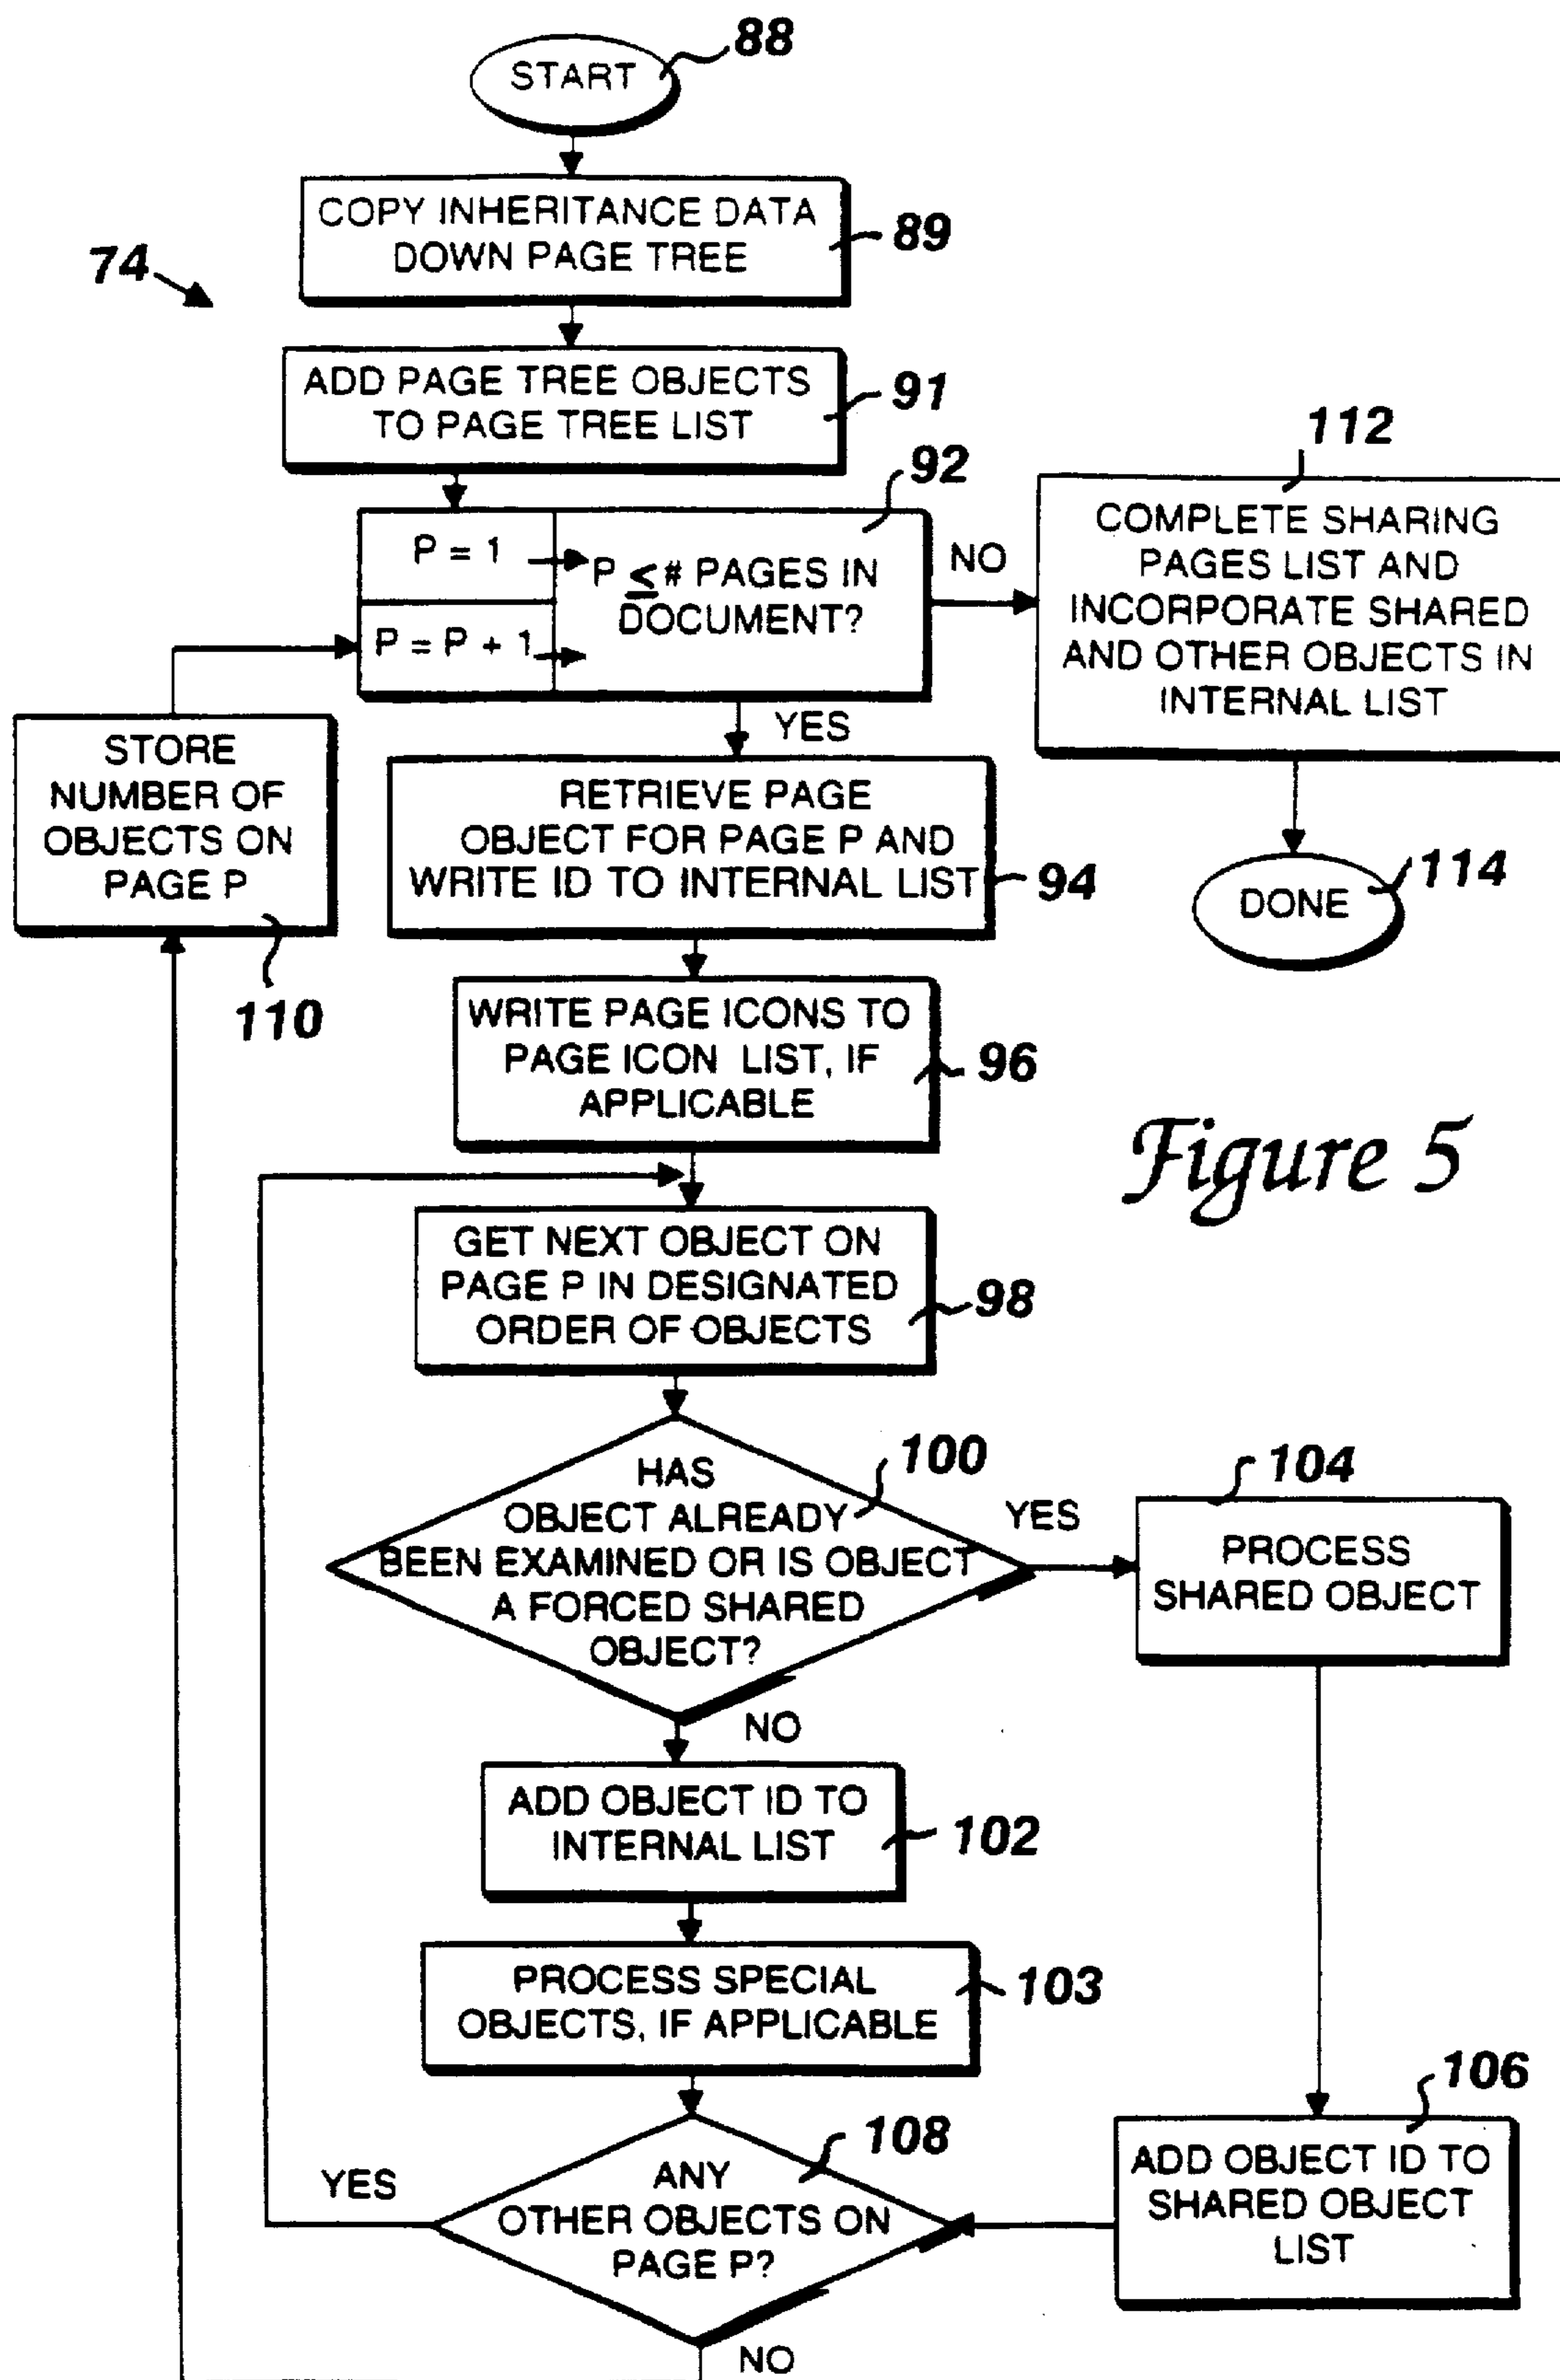 START
88
COPY INHERITANCE DATA
DOWN PAGE TREE
89
74
ADD PAGE TREE OBJECTS
TO PAGE TREE LIST
91
92
P = 1
P = P + 1
P ≤ # PAGES IN
DOCUMENT?
NO
YES
112
COMPLETE SHARING
PAGES LIST AND
INCORPORATE SHARED
AND OTHER OBJECTS IN
INTERNAL LIST
DONE
114
STORE
NUMBER OF
OBJECTS ON
PAGE P
110
RETRIEVE PAGE
OBJECT FOR PAGE P AND
WRITE ID TO INTERNAL LIST
94
WRITE PAGE ICONS TO
PAGE ICON LIST, IF
APPLICABLE
96
Figure 5
GET NEXT OBJECT ON
PAGE P IN DESIGNATED
ORDER OF OBJECTS
98
HAS
OBJECT ALREADY
BEEN EXAMINED OR IS OBJECT
A FORCED SHARED
OBJECT?
100
YES
104
PROCESS
SHARED OBJECT
NO
ADD OBJECT ID TO
INTERNAL LIST
102
PROCESS SPECIAL
OBJECTS, IF APPLICABLE
103
106
ADD OBJECT ID TO
SHARED OBJECT
LIST
108
ANY
OTHER OBJECTS ON
PAGE P?
YES
NO